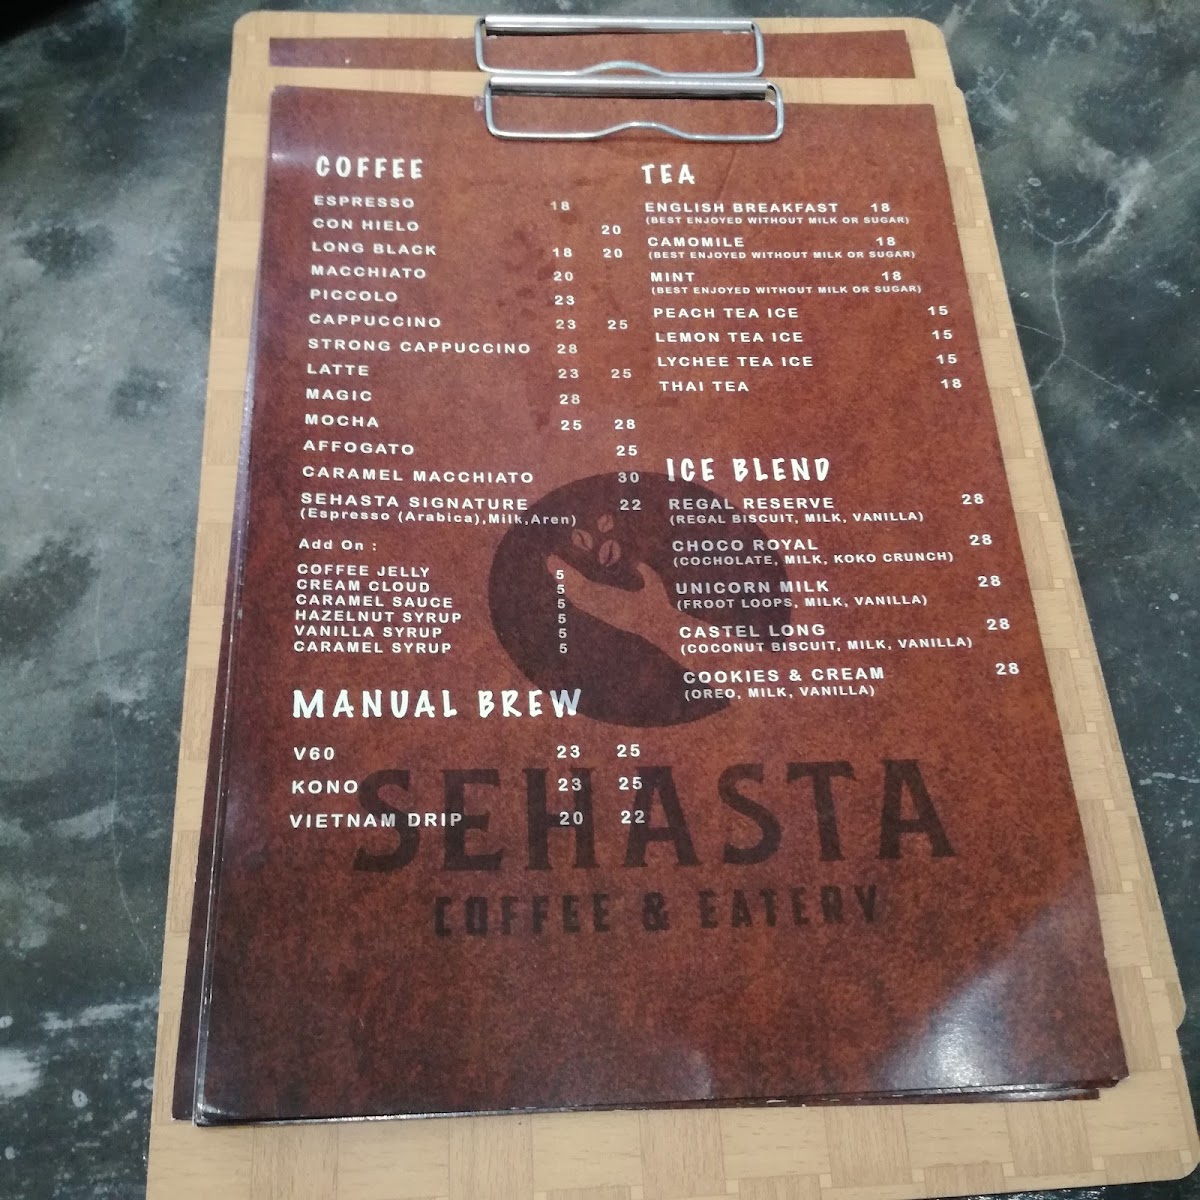 COFFEE
ESPRESSO 18
CON HIELO 20
LONG BLACK 18 20
MACCHIATO 20
PICCOLO 23
CAPPUCCINO 23 25
STRONG CAPPUCCINO 28
LATTE 23 25
MAGIC 28
MOCHA 25 28
AFFOGATO 25
CARAMEL MACCHIATO 30
SEHASTA SIGNATURE 22
(Espresso (Arabica),Milk,Aren)
Add On :
COFFEE JELLY 5
CREAM CLOUD 5
CARAMEL SAUCE 5
HAZELNUT SYRUP 5
VANILLA SYRUP 5
CARAMEL SYRUP 5
MANUAL BREW
V60 23 25
KONO 23 25
VIETNAM DRIP 20 22
TEA
ENGLISH BREAKFAST 18
(BEST ENJOYED WITHOUT MILK OR SUGAR)
CAMOMILE 18
(BEST ENJOYED WITHOUT MILK OR SUGAR)
MINT 18
(BEST ENJOYED WITHOUT MILK OR SUGAR)
PEACH TEA ICE 15
LEMON TEA ICE 15
LYCHEE TEA ICE 15
THAI TEA 18
ICE BLEND
REGAL RESERVE 28
(REGAL BISCUIT, MILK, VANILLA)
CHOCO ROYAL 28
(COCHOLATE, MILK, KOKO CRUNCH)
UNICORN MILK 28
(FROOT LOOPS, MILK, VANILLA)
CASTEL LONG 28
(COCONUT BISCUIT, MILK, VANILLA)
COOKIES & CREAM 28
(OREO, MILK, VANILLA)
SEHASTA
COFFEE & EATERY